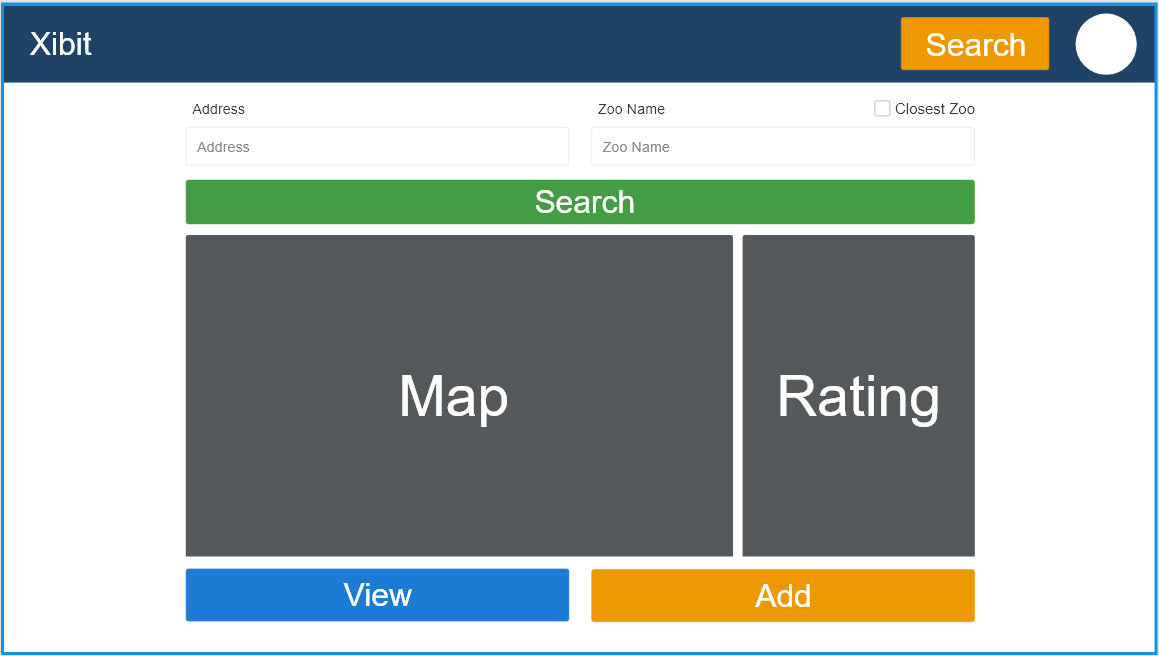 Xibit
Search
Address
Zoo Name
Closest Zoo
Address
Zoo Name
Search
Map
Rating
View
Add